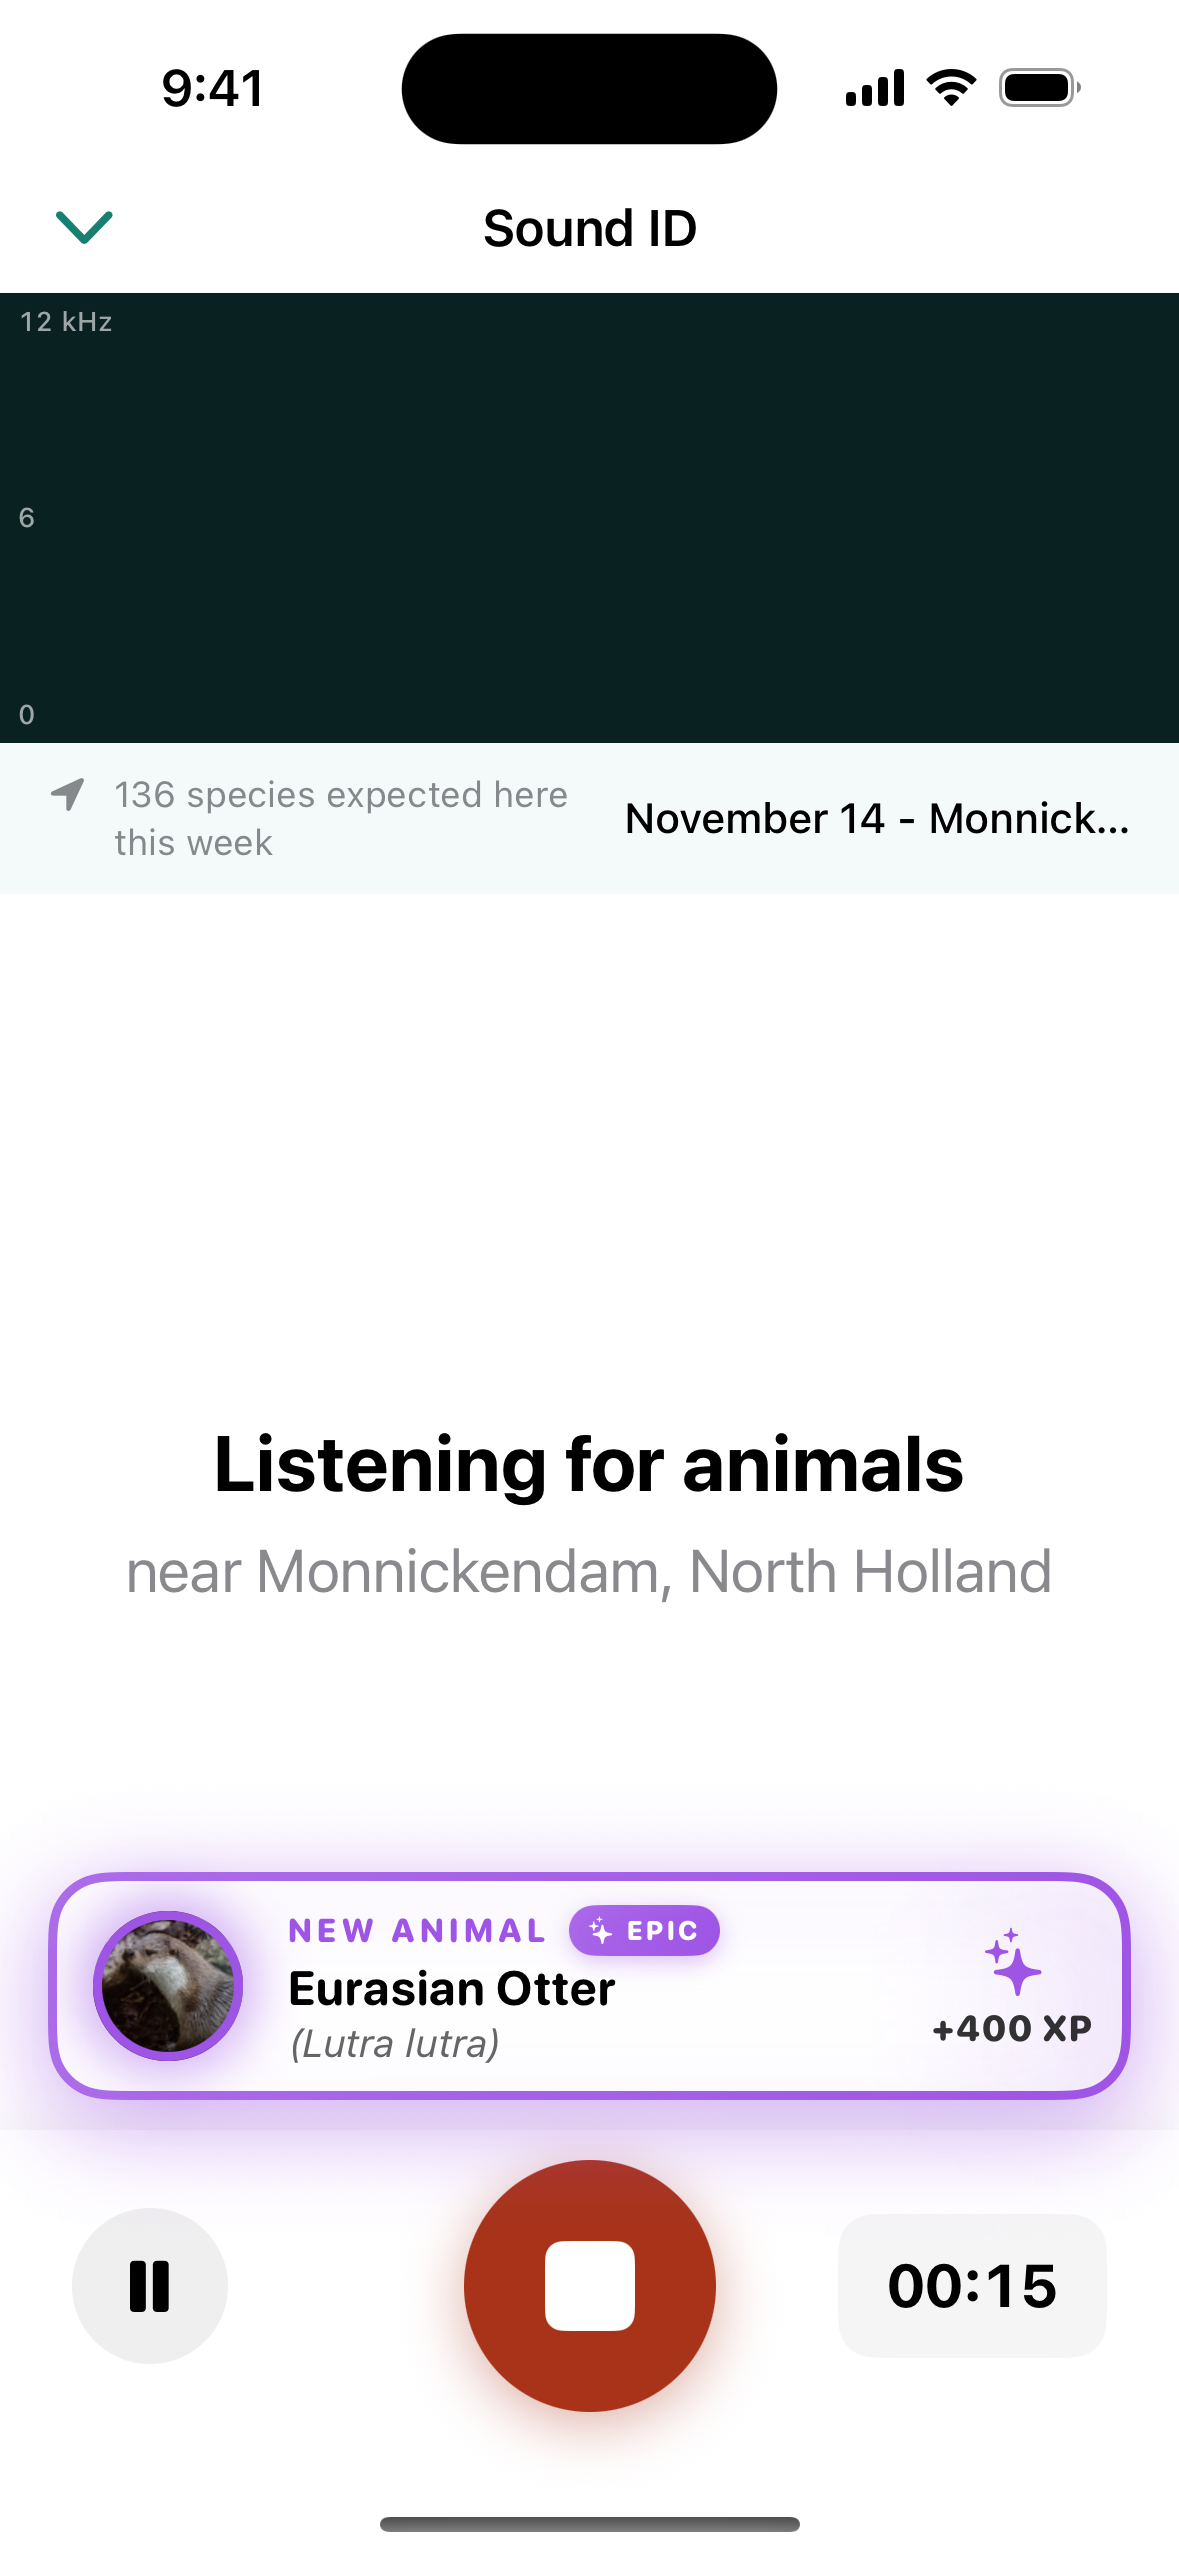 9:41
Sound ID
12 kHz
6
0
136 species expected here
this week
November 14 - Monnick...
Listening for animals
near Monnickendam, North Holland
NEW ANIMAL
EPIC
Eurasian Otter
(Lutra lutra)
+400 XP
00:15